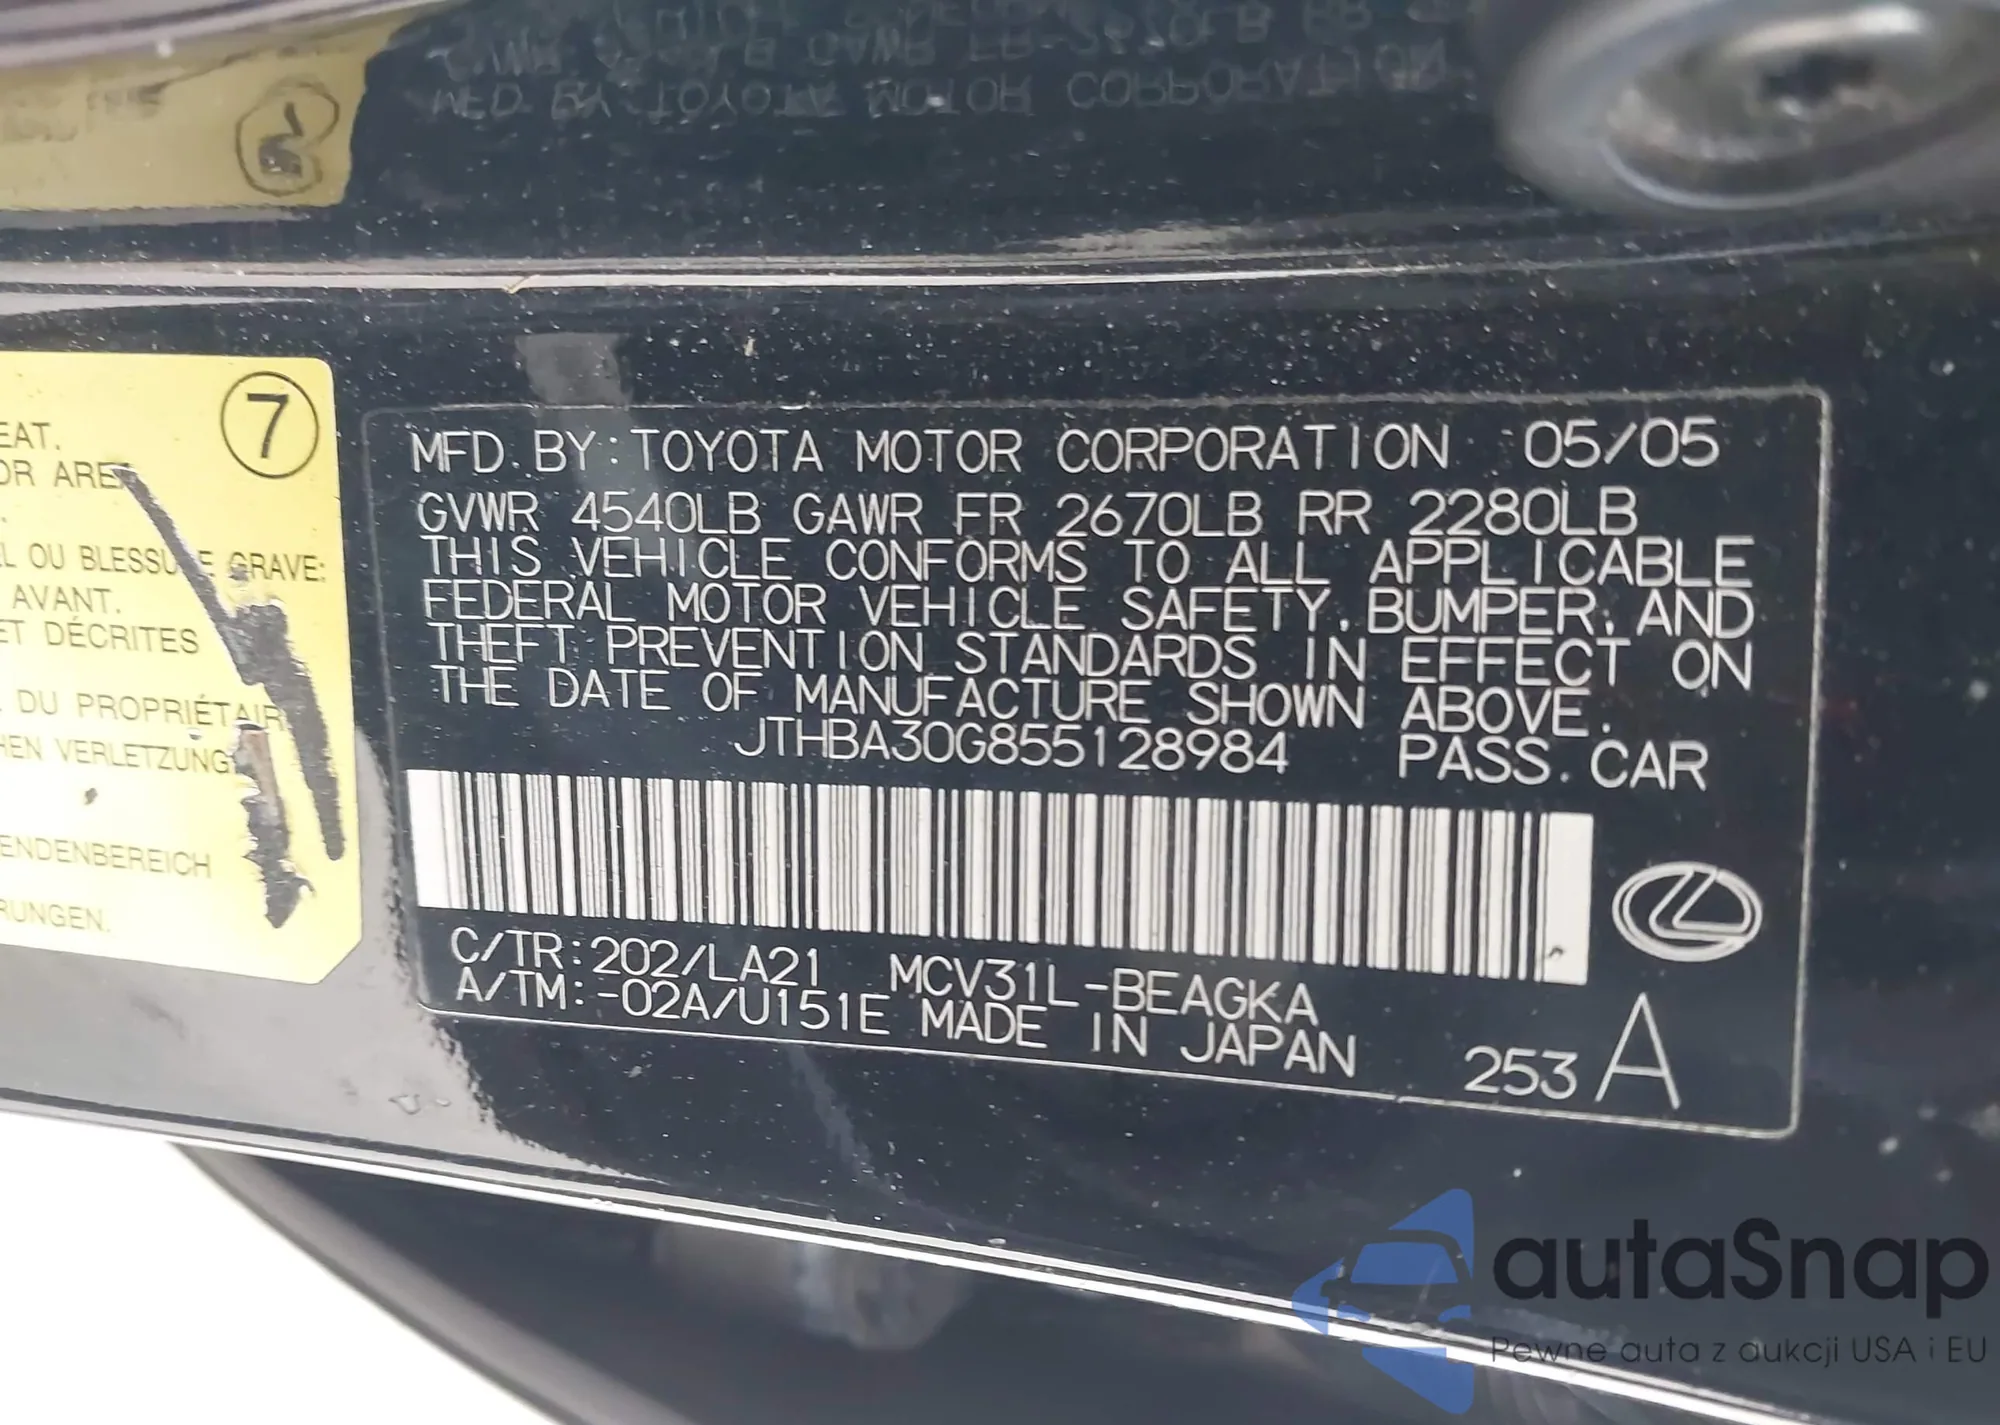 MFD. BY: TOYOTA MOTOR CORPORATION 05/05
GVWR 4540LB GAWR FR 2670LB RR 2280LB
THIS VEHICLE CONFORMS TO ALL APPLICABLE
FEDERAL MOTOR VEHICLE SAFETY, BUMPER, AND
THEFT PREVENTION STANDARDS IN EFFECT ON
THE DATE OF MANUFACTURE SHOWN ABOVE.
JTHBA30G855128984 PASS. CAR
C/TR: 202/LA21 MCV31L-BEAGKA
A/TM: -02A/U151E MADE IN JAPAN
253 A
7
EAT.
OR AREA
L OU BLESSURE GRAVE:
AVANT.
ET DÉCRITES
DU PROPRIÉTAIR
HEN VERLETZUNG
ENDENBEREICH
RUNGEN.
autaSnap
Pewne auta z aukcji USA i EU